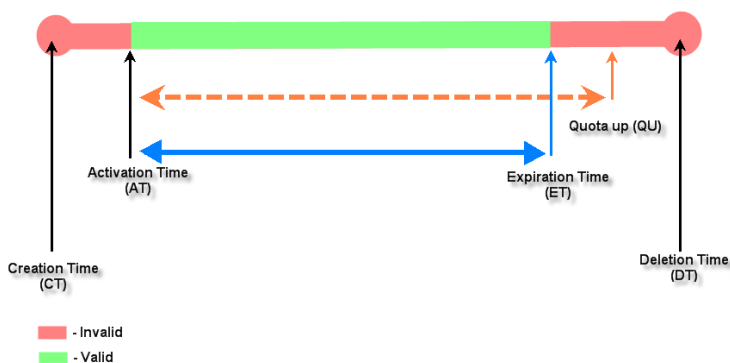 Quota up (QU)
Activation Time
(AT)
Expiration Time
(ET)
Creation Time
(CT)
Deletion Time
(DT)
- Invalid
- Valid